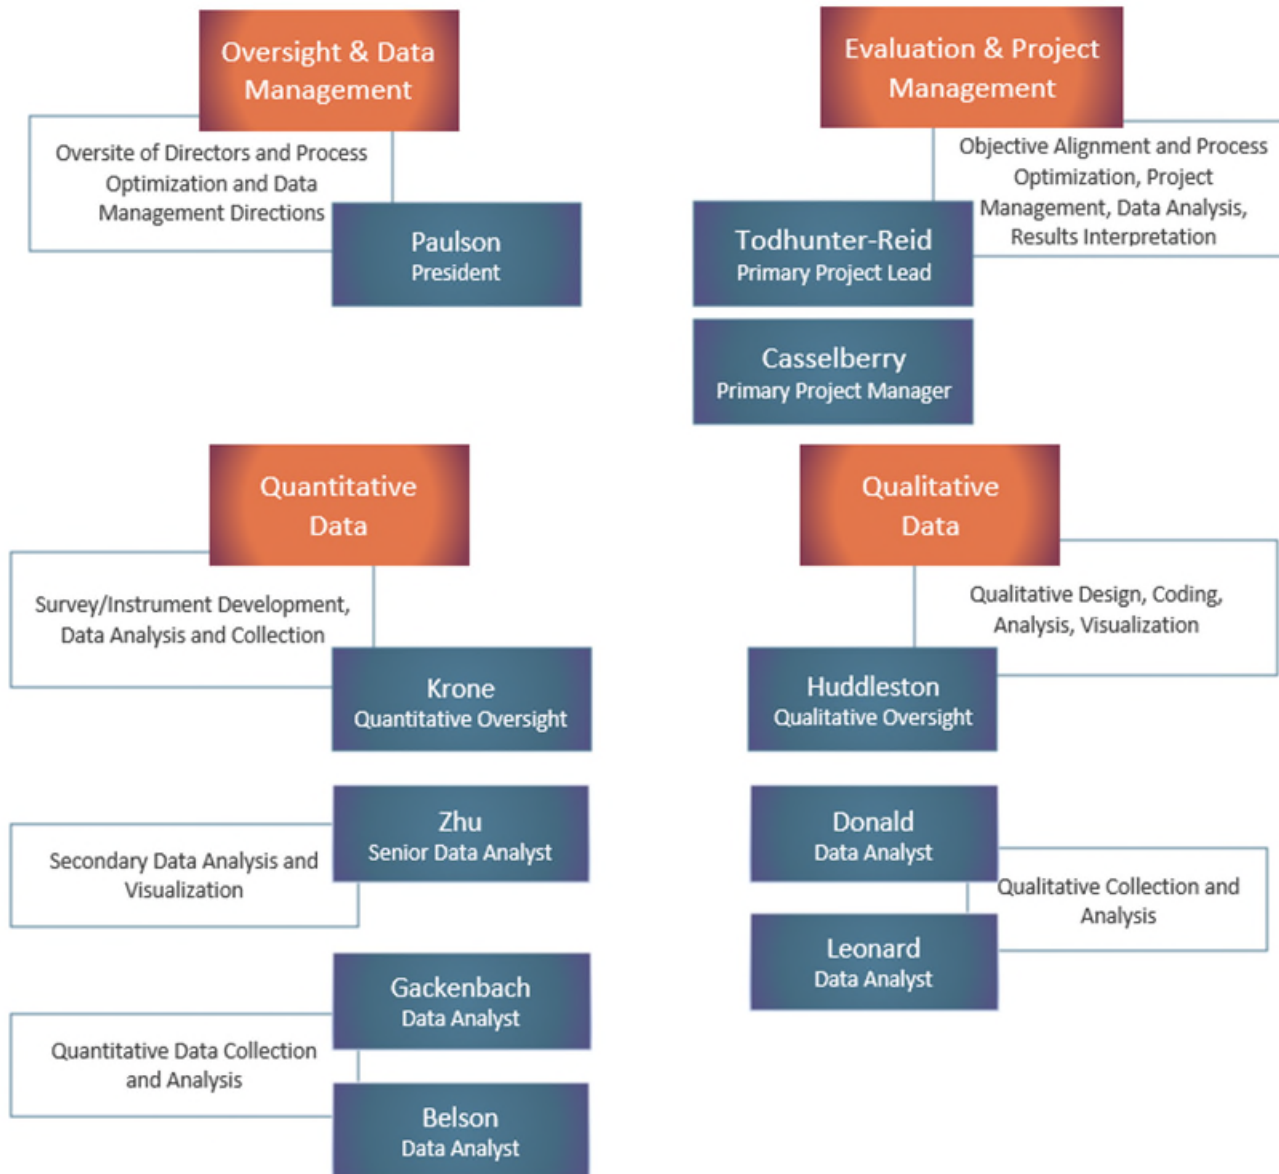 Oversight & Data
Management
Oversite of Directors and Process
Optimization and Data
Management Directions
Paulson
President
Evaluation & Project
Management
Objective Alignment and Process
Optimization, Project
Management, Data Analysis,
Results Interpretation
Todhunter-Reid
Primary Project Lead
Casselberry
Primary Project Manager
Quantitative
Data
Survey/Instrument Development,
Data Analysis and Collection
Krone
Quantitative Oversight
Zhu
Senior Data Analyst
Secondary Data Analysis and
Visualization
Gackenbach
Data Analyst
Quantitative Data Collection
and Analysis
Belson
Data Analyst
Qualitative
Data
Qualitative Design, Coding,
Analysis, Visualization
Huddleston
Qualitative Oversight
Donald
Data Analyst
Qualitative Collection and
Analysis
Leonard
Data Analyst